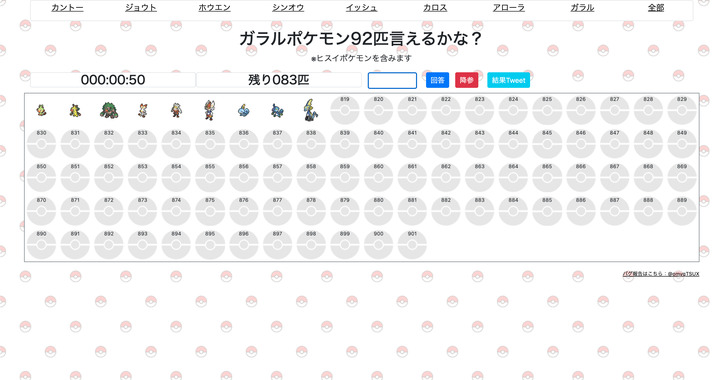 カントー ジョウト ホウエン シンオウ イッシュ カロス アローラ ガラル 全部
ガラルポケモン92匹言えるかな？
※ヒスイポケモンを含みます
000:00:50 残り083匹 回答 降参 結果Tweet
819 820 821 822 823 824 825 826 827 828 829
830 831 832 833 834 835 836 837 838 839 840 841 842 843 844 845 846 847 848 849
850 851 852 853 854 855 856 857 858 859 860 861 862 863 864 865 866 867 868 869
870 871 872 873 874 875 876 877 878 879 880 881 882 883 884 885 886 887 888 889
890 891 892 893 894 895 896 897 898 899 900 901
バグ報告はこちら：